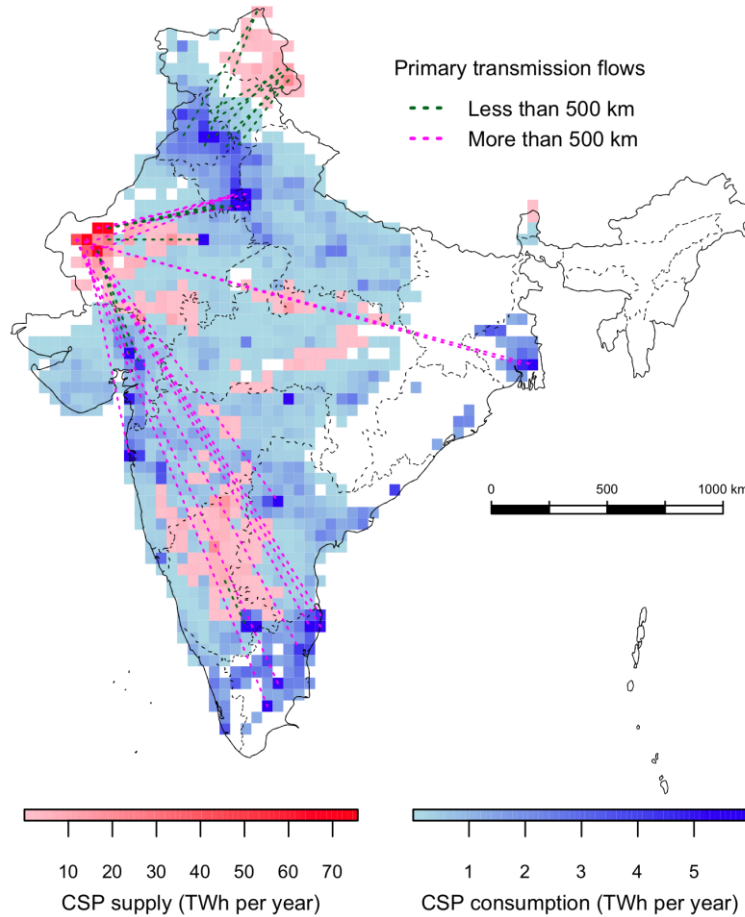 Primary transmission flows
Less than 500 km
More than 500 km
0 500 1000 km
10 20 30 40 50 60 70
CSP supply (TWh per year)
1 2 3 4 5
CSP consumption (TWh per year)